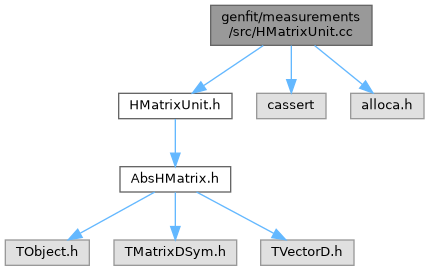 genfit/measurements
/src/HMatrixUnit.cc
HMatrixUnit.h
cassert
alloca.h
AbsHMatrix.h
TObject.h
TMatrixDSym.h
TVectorD.h